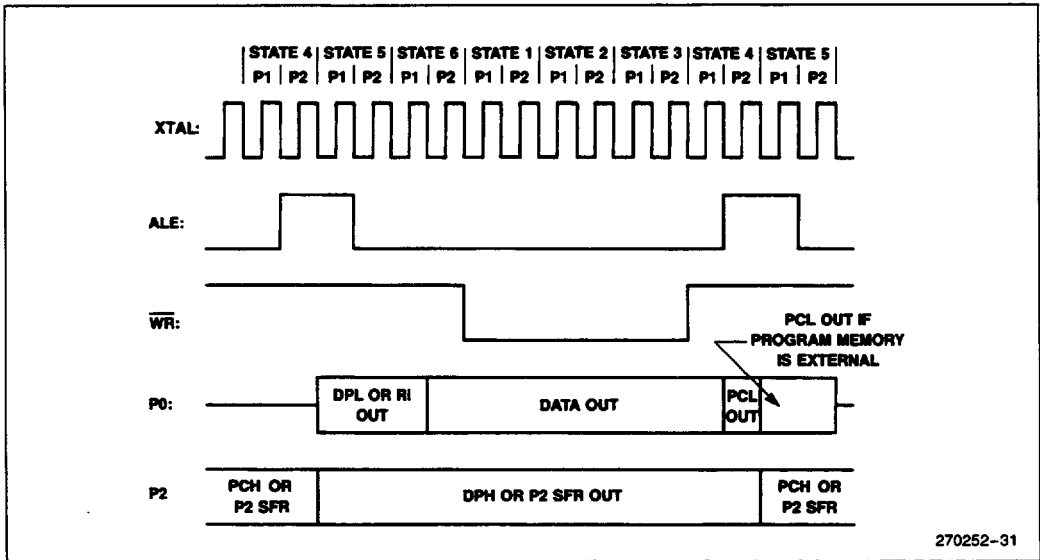 STATE 4 STATE 5 STATE 6 STATE 1 STATE 2 STATE 3 STATE 4 STATE 5
P1 P2 P1 P2 P1 P2 P1 P2 P1 P2 P1 P2 P1 P2 P1 P2
XTAL:
ALE:
WR:
PCL OUT IF
PROGRAM MEMORY
IS EXTERNAL
P0:
DPL OR RI
OUT
DATA OUT
PCL
OUT
P2
PCH OR
P2 SFR
DPH OR P2 SFR OUT
PCH OR
P2 SFR
270252-31